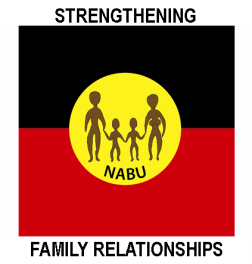 STRENGTHENING
NABU
FAMILY RELATIONSHIPS